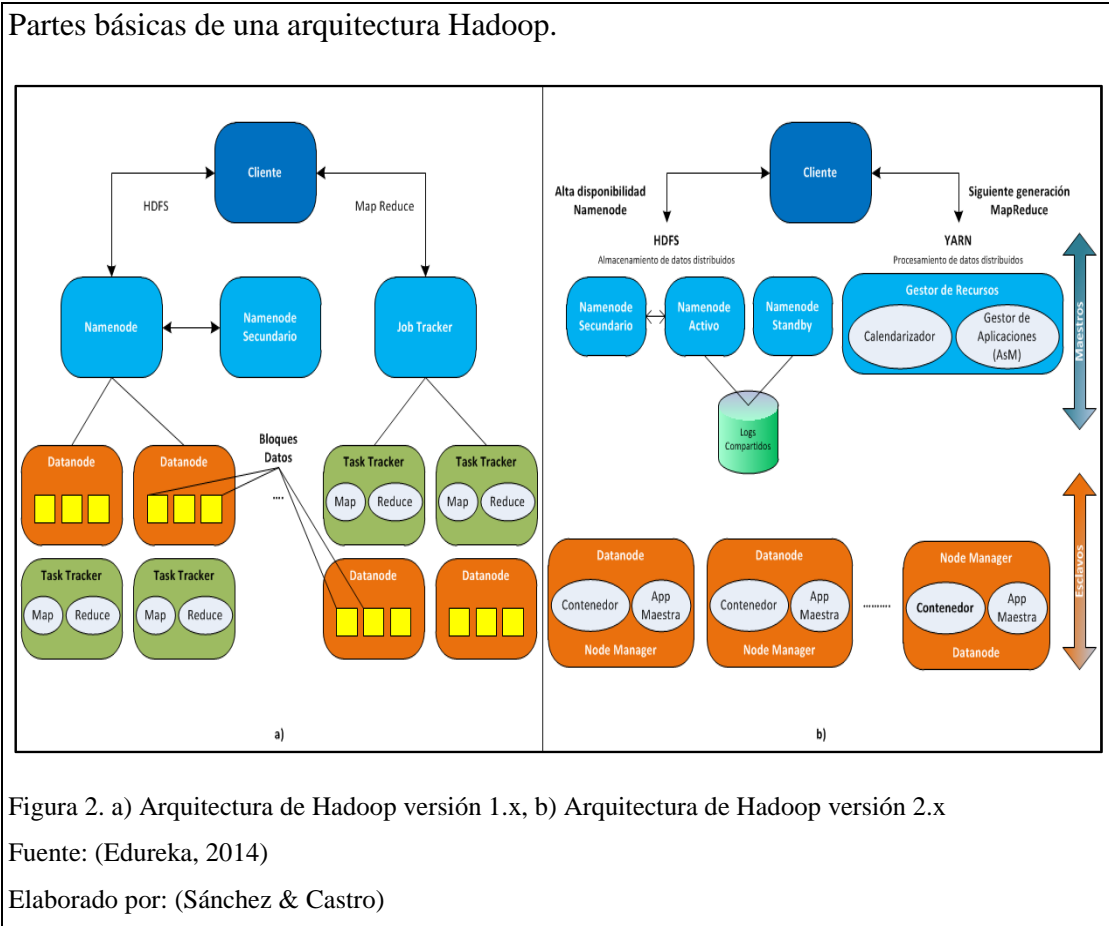 Partes básicas de una arquitectura Hadoop.
Cliente
HDFS
Map Reduce
Namenode
Namenode
Secundario
Job Tracker
Bloques
Datos
....
Datanode
Datanode
Task Tracker
Map
Reduce
Task Tracker
Map
Reduce
Task Tracker
Map
Reduce
Task Tracker
Map
Reduce
Datanode
Datanode
a)
Cliente
Alta disponibilidad
Namenode
Siguiente generación
MapReduce
HDFS
Almacenamiento de datos distribuidos
YARN
Procesamiento de datos distribuidos
Namenode
Secundario
Namenode
Activo
Namenode
Standby
Gestor de Recursos
Calendarizador
Gestor de
Aplicaciones
(AsM)
Maestros
Logs
Compartidos
Datanode
Contenedor
App
Maestra
Node Manager
Datanode
Contenedor
App
Maestra
Node Manager
..........
Node Manager
Contenedor
App
Maestra
Datanode
Esclavos
b)
Figura 2. a) Arquitectura de Hadoop versión 1.x, b) Arquitectura de Hadoop versión 2.x
Fuente: (Edureka, 2014)
Elaborado por: (Sánchez & Castro)